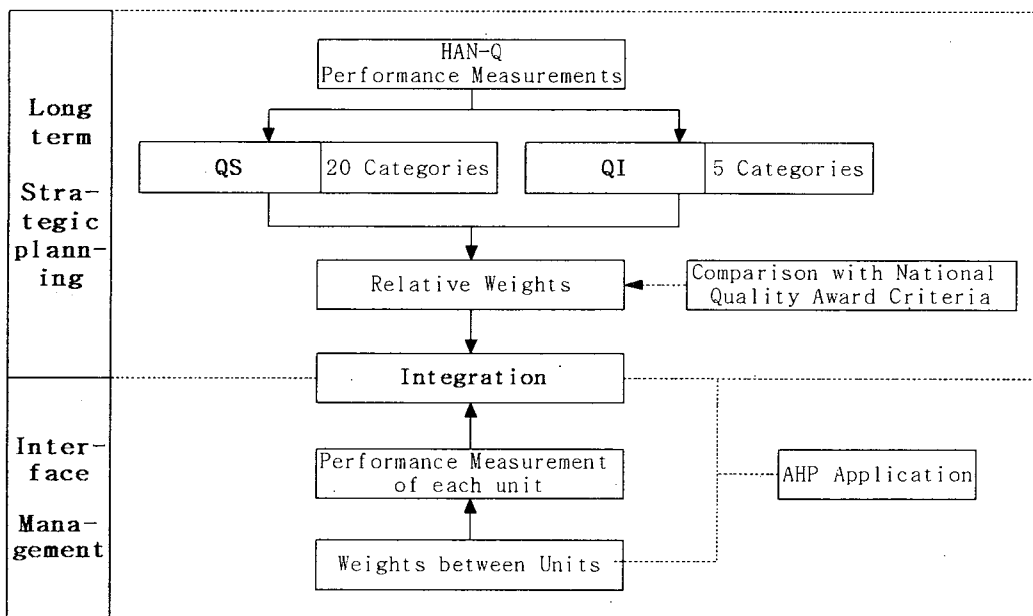 HAN-Q
Performance Measurements
Long
term
Stra-
tegic
plann-
ing
QS
20 Categories
QI
5 Categories
Relative Weights
Comparison with National
Quality Award Criteria
Integration
Inter-
face
Mana-
gement
Performance Measurement
of each unit
AHP Application
Weights between Units